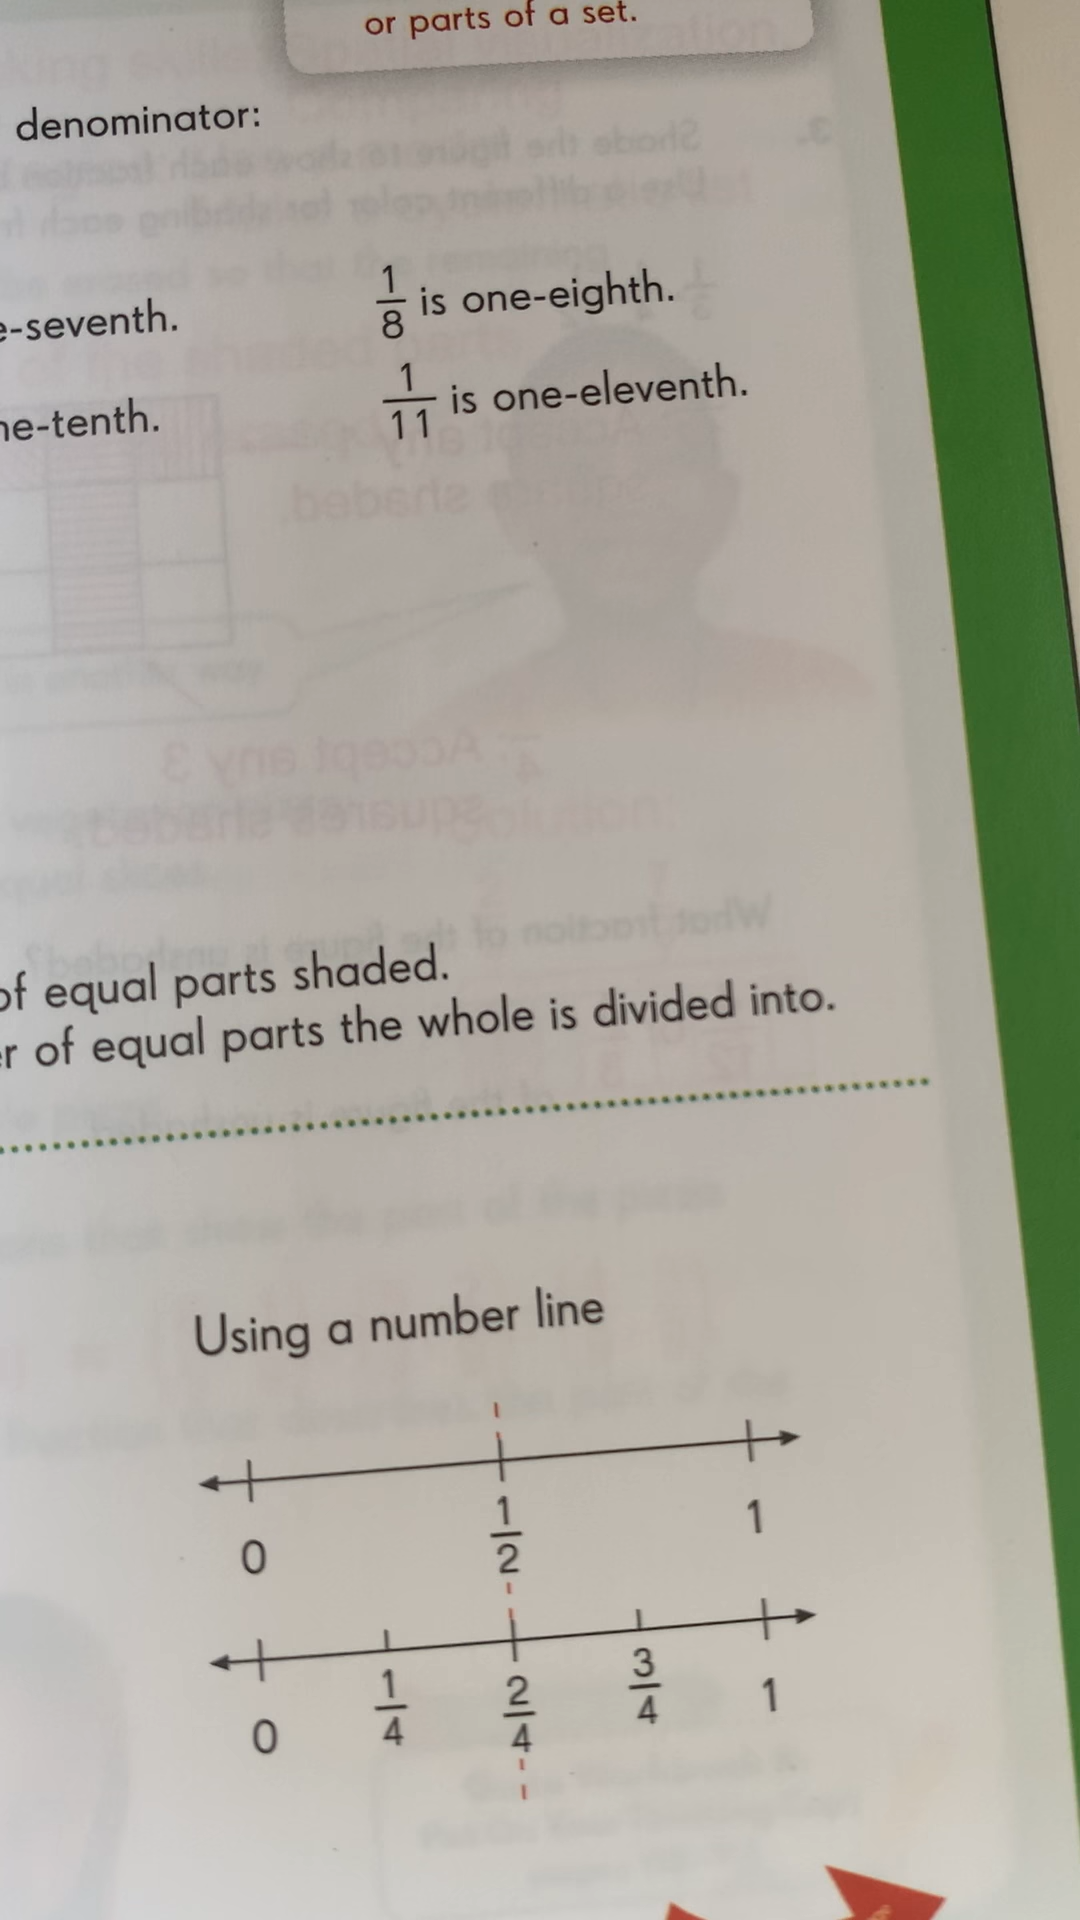 or parts of a set.
denominator:
e-seventh.
1/8 is one-eighth.
ne-tenth.
1/11 is one-eleventh.
of equal parts shaded.
er of equal parts the whole is divided into.
Using a number line
0 1/2 1
0 1/4 2/4 3/4 1